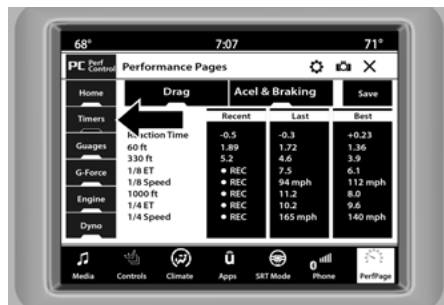 68° 7:07 71°
PC Perf Control Performance Pages
Home Drag Acel & Braking Save
Timers Recent Last Best
Reaction Time -0.5 -0.3 +0.23
60 ft 1.89 1.72 1.36
Guages 330 ft 5.2 4.6 3.9
1/8 ET • REC 7.5 6.1
G-Force 1/8 Speed • REC 94 mph 112 mph
1000 ft • REC 11.2 8.0
Engine 1/4 ET • REC 10.2 9.6
1/4 Speed • REC 165 mph 140 mph
Dyno
Media Controls Climate ū Apps SRT Mode 0 Phone PerfPage